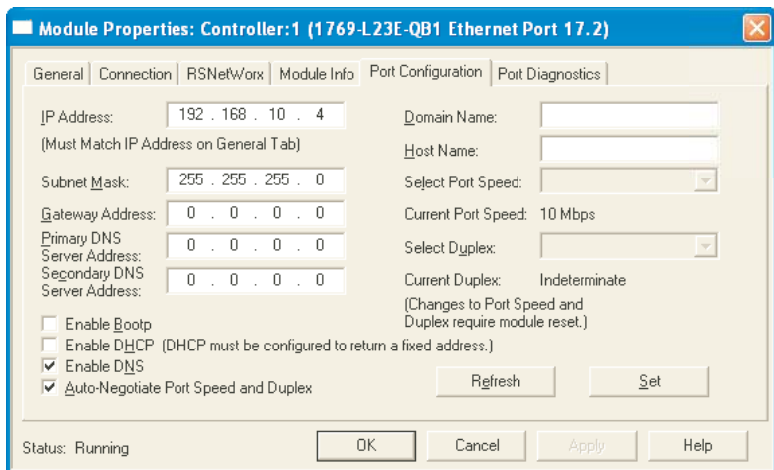 Module Properties: Controller:1 (1769-L23E-QB1 Ethernet Port 17.2)
General
Connection
RSNetWorx
Module Info
Port Configuration
Port Diagnostics
IP Address: 192 . 168 . 10 . 4
(Must Match IP Address on General Tab)
Subnet Mask: 255 . 255 . 255 . 0
Gateway Address: 0 . 0 . 0 . 0
Primary DNS
Server Address: 0 . 0 . 0 . 0
Secondary DNS
Server Address: 0 . 0 . 0 . 0
Enable Bootp
Enable DHCP (DHCP must be configured to return a fixed address.)
Enable DNS
Auto-Negotiate Port Speed and Duplex
Domain Name:
Host Name:
Select Port Speed:
Current Port Speed: 10 Mbps
Select Duplex:
Current Duplex: Indeterminate
(Changes to Port Speed and
Duplex require module reset.)
Refresh
Set
Status: Running
OK
Cancel
Apply
Help